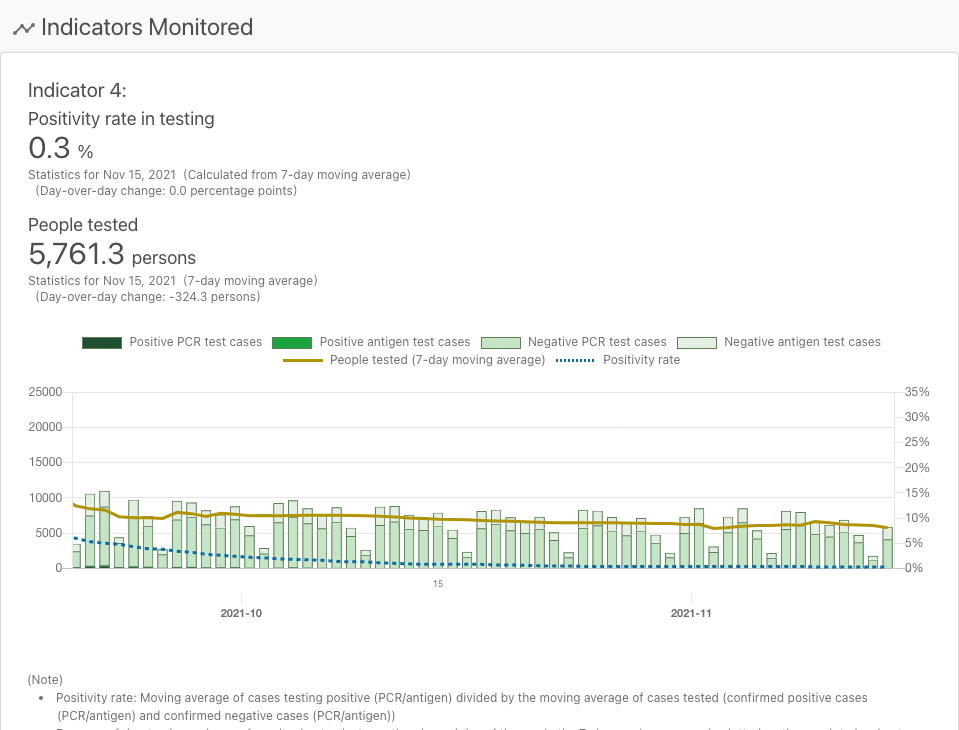 Indicators Monitored
Indicator 4:
Positivity rate in testing
0.3 %
Statistics for Nov 15, 2021 (Calculated from 7-day moving average)
(Day-over-day change: 0.0 percentage points)
People tested
5,761.3 persons
Statistics for Nov 15, 2021 (7-day moving average)
(Day-over-day change: -324.3 persons)
Positive PCR test cases Positive antigen test cases Negative PCR test cases Negative antigen test cases
People tested (7-day moving average) Positivity rate
25000 35%
30%
20000
25%
15000
20%
15%
10000
10%
5000
5%
0 0%
15
2021-10 2021-11
(Note)
• Positivity rate: Moving average of cases testing positive (PCR/antigen) divided by the moving average of cases tested (confirmed positive cases
(PCR/antigen) and confirmed negative cases (PCR/antigen))